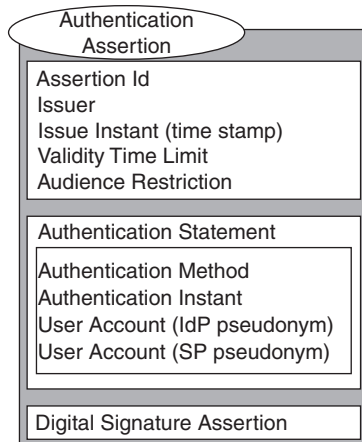 Authentication
Assertion
Assertion Id
Issuer
Issue Instant (time stamp)
Validity Time Limit
Audience Restriction
Authentication Statement
Authentication Method
Authentication Instant
User Account (IdP pseudonym)
User Account (SP pseudonym)
Digital Signature Assertion